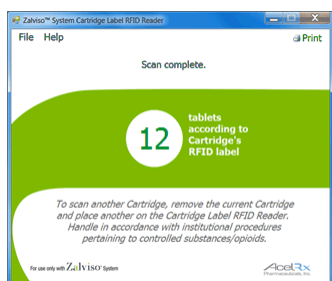 Zalviso™ System Cartridge Label RFID Reader
File Help Print
Scan complete.
12
tablets
according to
Cartridge's
RFID label
To scan another Cartridge, remove the current Cartridge
and place another on the Cartridge Label RFID Reader.
Handle in accordance with institutional procedures
pertaining to controlled substances/opioids.
For use only with Zalviso™ System
AcelRx
Pharmaceuticals, Inc.